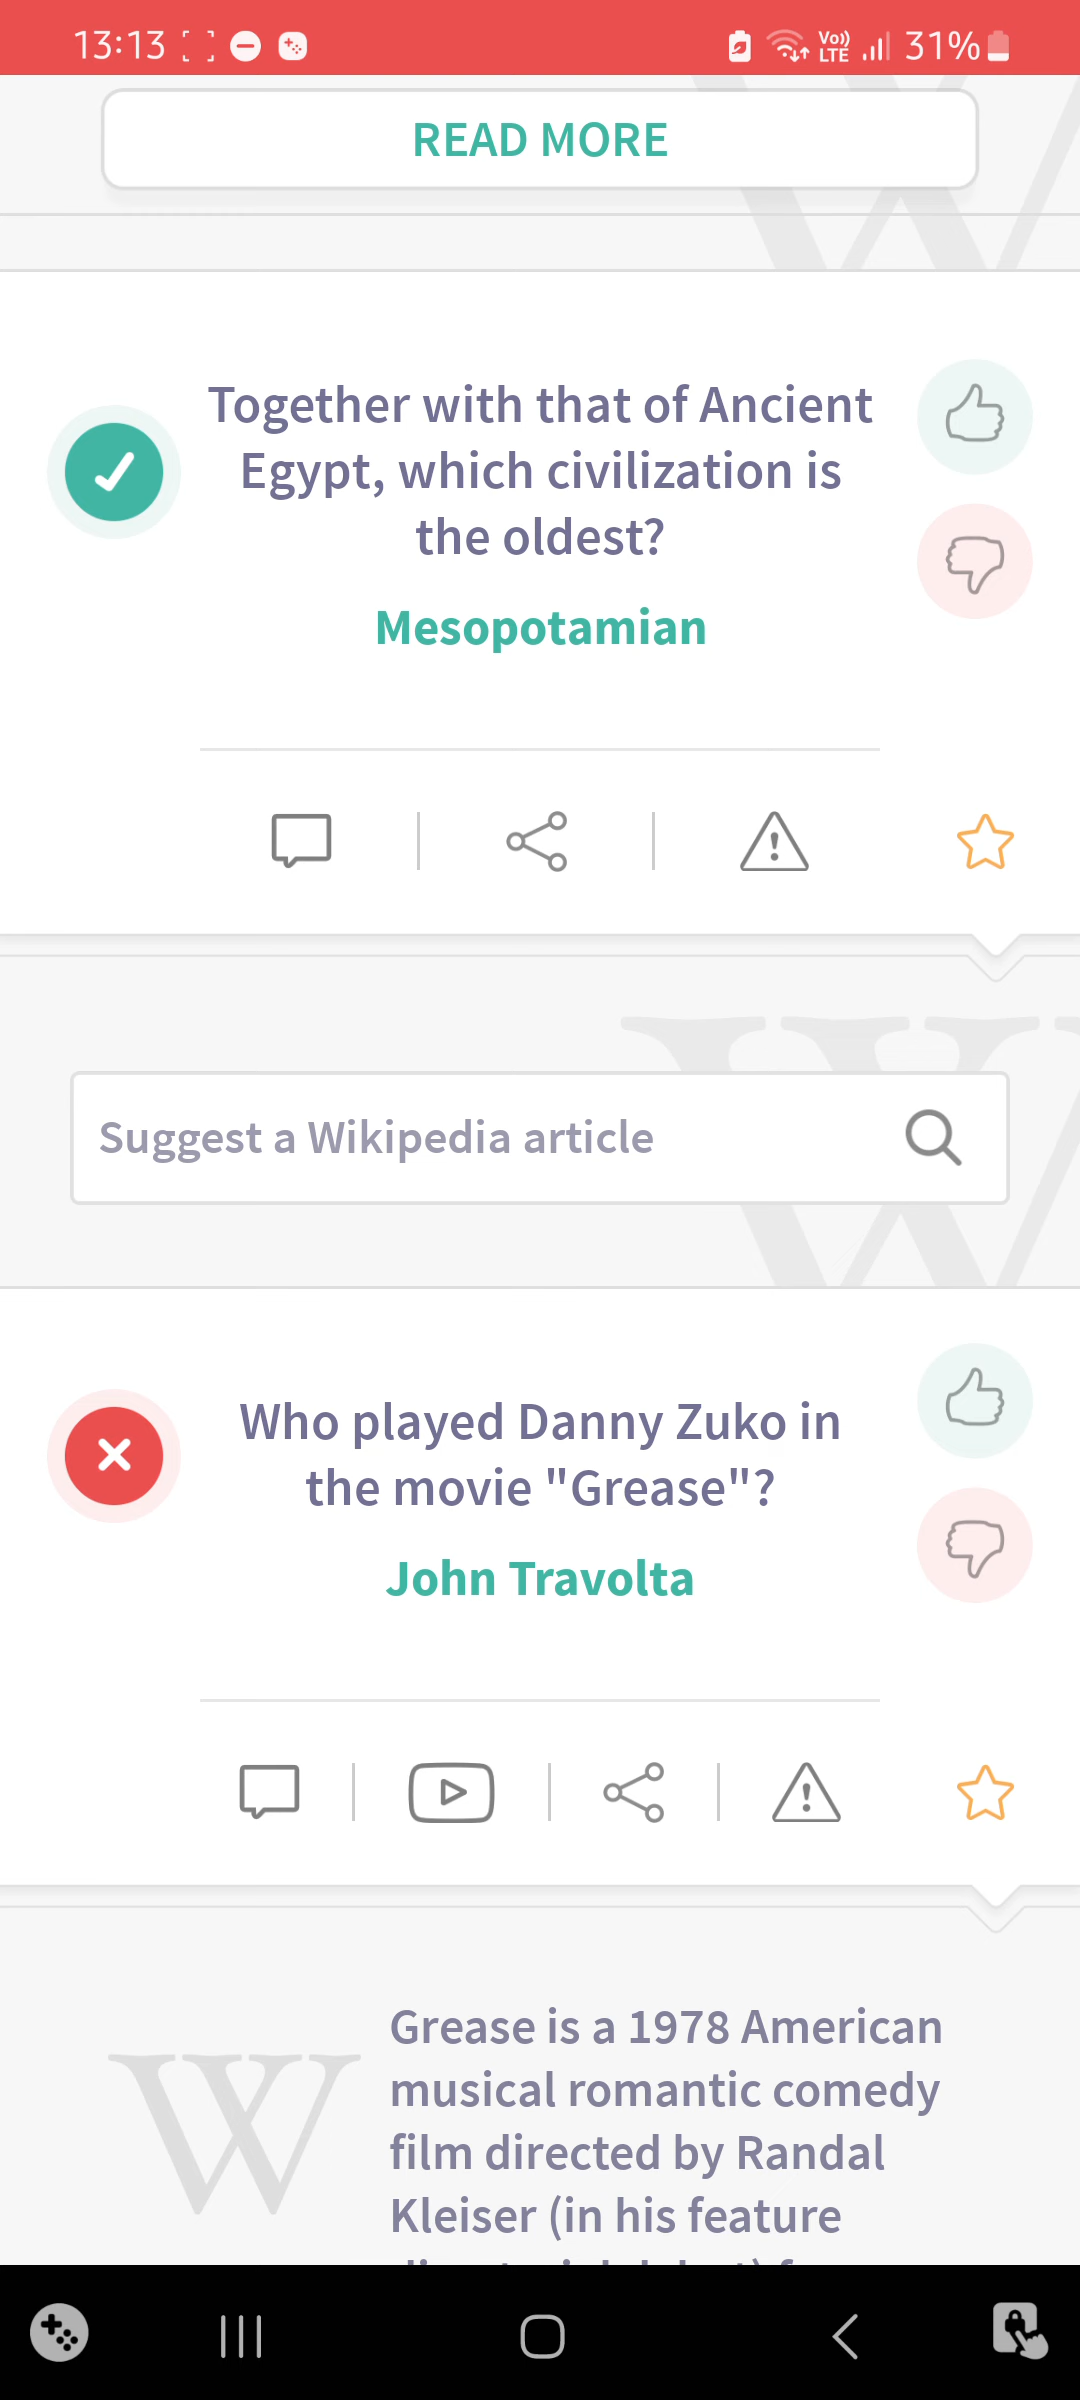 13:13
Vo)) LTE 31%
READ MORE
Together with that of Ancient
Egypt, which civilization is
the oldest?
Mesopotamian
Suggest a Wikipedia article
Who played Danny Zuko in
the movie "Grease"?
John Travolta
Grease is a 1978 American
musical romantic comedy
film directed by Randal
Kleiser (in his feature